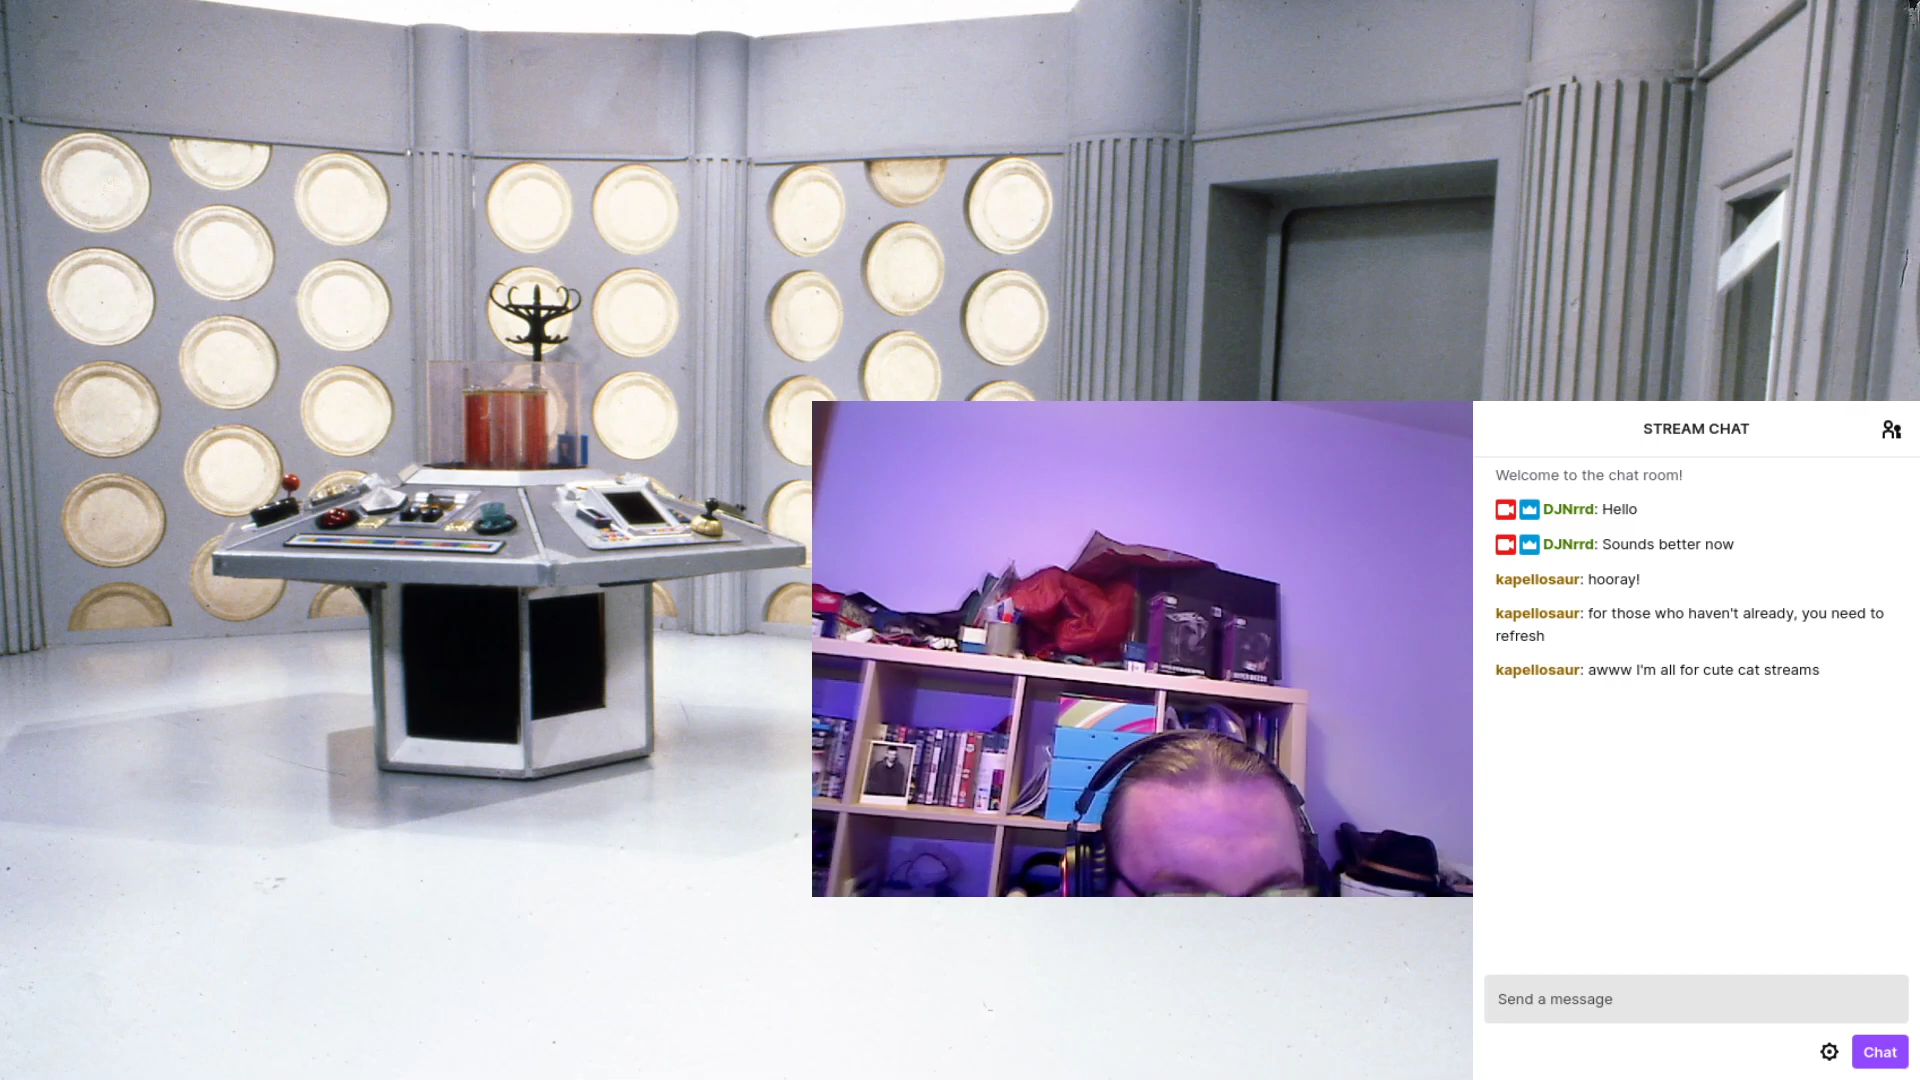 STREAM CHAT
Welcome to the chat room!
DJNrrd: Hello
DJNrrd: Sounds better now
kapellosaur: hooray!
kapellosaur: for those who haven't already, you need to
refresh
kapellosaur: awww I'm all for cute cat streams
Send a message
Chat